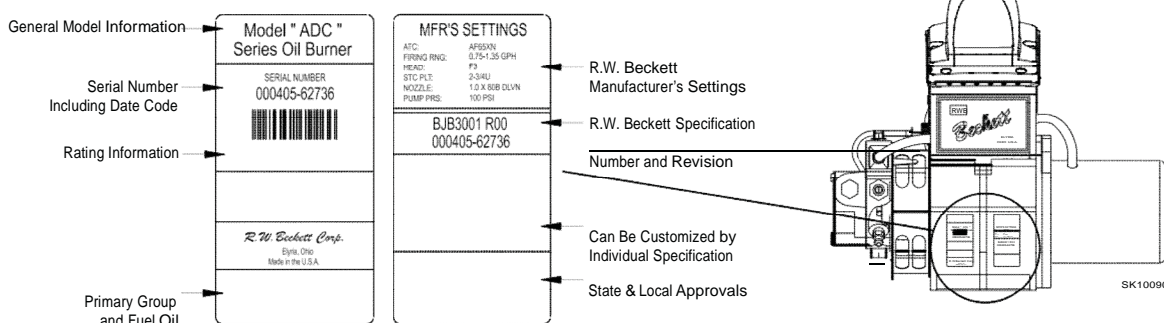 General Model Information
Serial Number
Including Date Code
Rating Information
Primary Group
and Fuel Oil
Model " ADC "
Series Oil Burner
SERIAL NUMBER
000405-62736
R.W. Beckett Corp.
Elyria, Ohio
Made in the U.S.A.
MFR'S SETTINGS
ATC: AF65XN
FIRING RNG: 0.75-1.35 GPH
HEAD: F3
STC PLT: 2-3/4U
NOZZLE: 1.0 X 80B DLVN
PUMP PRS: 100 PSI
BJB3001 R00
000405-62736
R.W. Beckett
Manufacturer's Settings
R.W. Beckett Specification
Number and Revision
Can Be Customized by
Individual Specification
State & Local Approvals
RWB
Beckett
SK10090